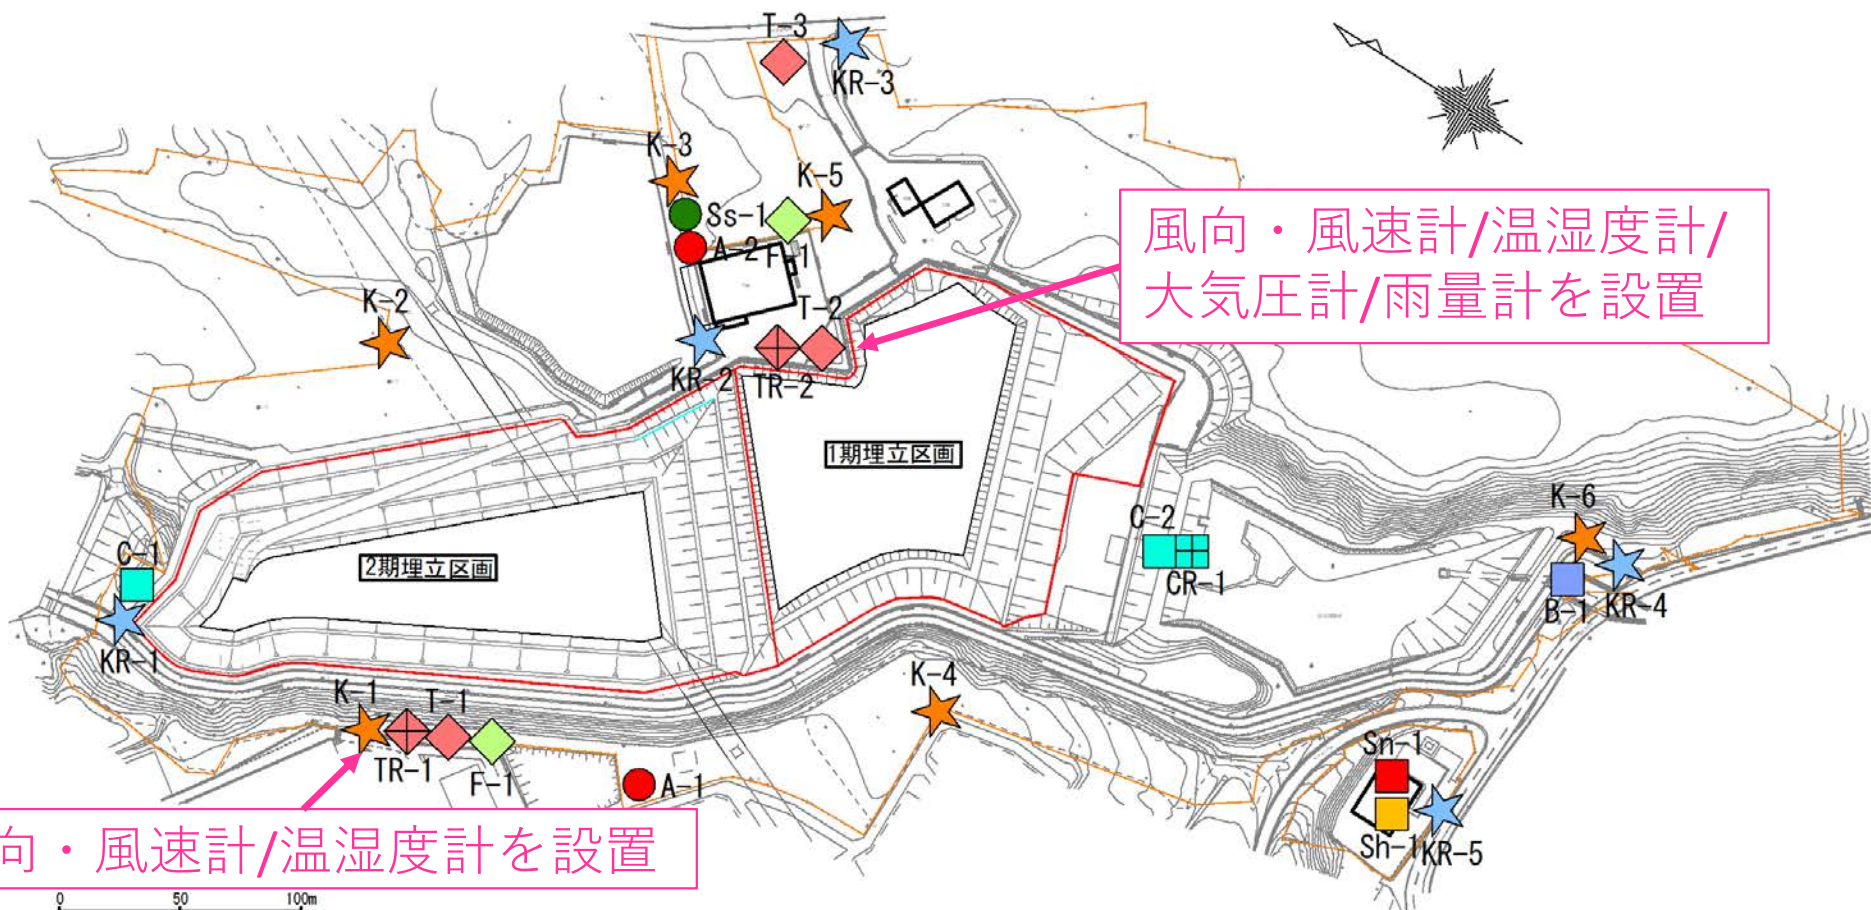 T-3
KR-3
K-3
K-5
Ss-1
A-2
F-1
風向・風速計/温湿度計/
大気圧計/雨量計を設置
K-2
T-2
KR-2
TR-2
1期埋立区画
2期埋立区画
C-1
C-2
CR-1
K-6
B-1
KR-4
KR-1
K-1
T-1
TR-1
F-1
A-1
K-4
Sn-1
Sh-1
KR-5
向・風速計/温湿度計を設置
0 50 100m